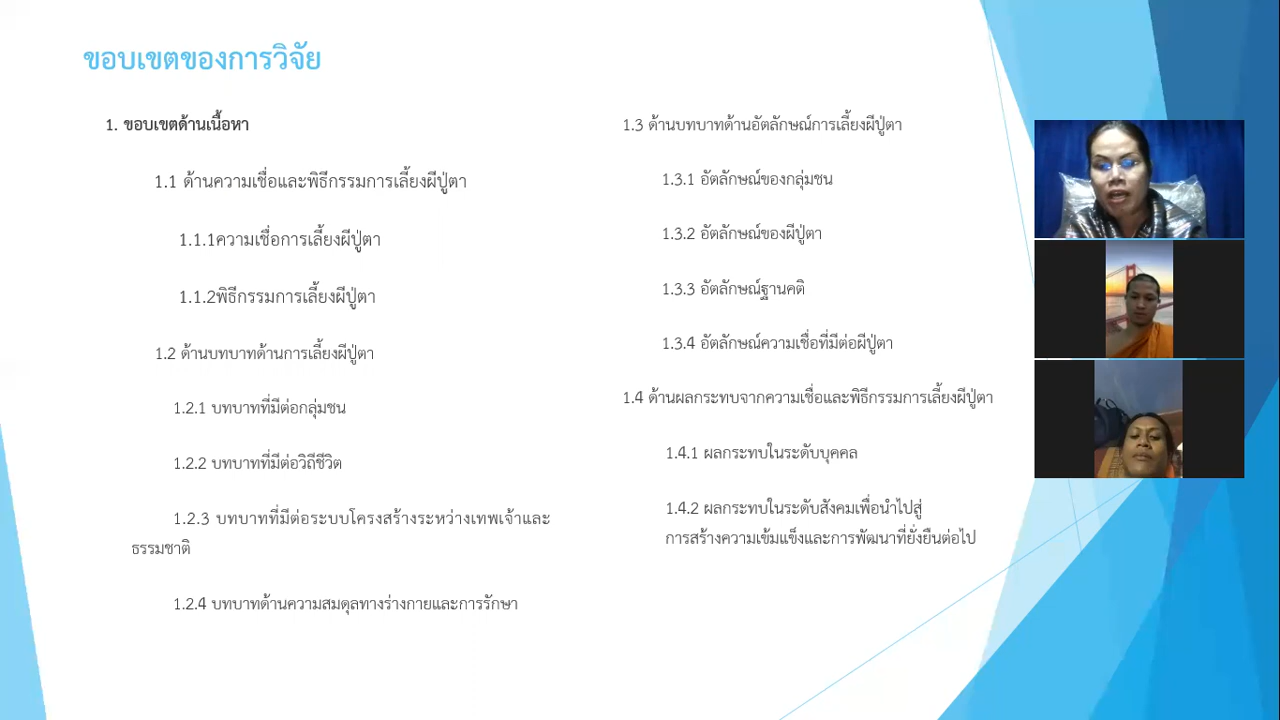 ขอบเขตของการวิจัย
1. ขอบเขตด้านเนื้อหา
1.1 ด้านความเชื่อและพิธีกรรมการเลี้ยงผีปู่ตา
1.1.1ความเชื่อการเลี้ยงผีปู่ตา
1.1.2พิธีกรรมการเลี้ยงผีปู่ตา
1.2 ด้านบทบาทด้านการเลี้ยงผีปู่ตา
1.2.1 บทบาทที่มีต่อกลุ่มชน
1.2.2 บทบาทที่มีต่อวิถีชีวิต
1.2.3 บทบาทที่มีต่อระบบโครงสร้างระหว่างเทพเจ้าและ
ธรรมชาติ
1.2.4 บทบาทด้านความสมดุลทางร่างกายและการรักษา
1.3 ด้านบทบาทด้านอัตลักษณ์การเลี้ยงผีปู่ตา
1.3.1 อัตลักษณ์ของกลุ่มชน
1.3.2 อัตลักษณ์ของผีปู่ตา
1.3.3 อัตลักษณ์ฐานคติ
1.3.4 อัตลักษณ์ความเชื่อที่มีต่อผีปู่ตา
1.4 ด้านผลกระทบจากความเชื่อและพิธีกรรมการเลี้ยงผีปู่ตา
1.4.1 ผลกระทบในระดับบุคคล
1.4.2 ผลกระทบในระดับสังคมเพื่อนำไปสู่
การสร้างความเข้มแข็งและการพัฒนาที่ยั่งยืนต่อไป